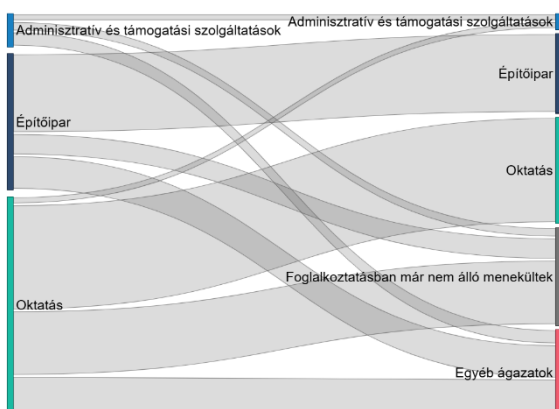 Adminisztratív és támogatási szolgáltatások
Építőipar
Oktatás
Adminisztratív és támogatási szolgáltatások
Építőipar
Oktatás
Foglalkoztatásban már nem álló menekültek
Egyéb ágazatok